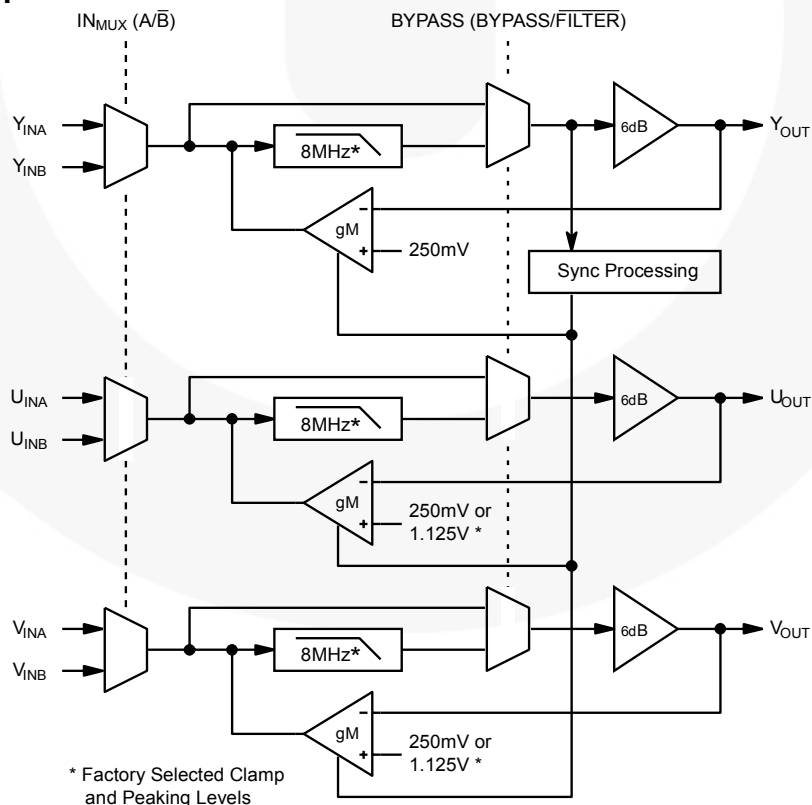 IN_MUX (A/B̅)
BYPASS (BYPASS/F̅I̅L̅T̅E̅R̅)
Y_INA
Y_INB
8MHz*
6dB
Y_OUT
gM
-
+
250mV
Sync Processing
U_INA
U_INB
8MHz*
6dB
U_OUT
gM
-
+
250mV or
1.125V *
V_INA
V_INB
8MHz*
6dB
V_OUT
gM
-
+
250mV or
1.125V *
* Factory Selected Clamp
and Peaking Levels